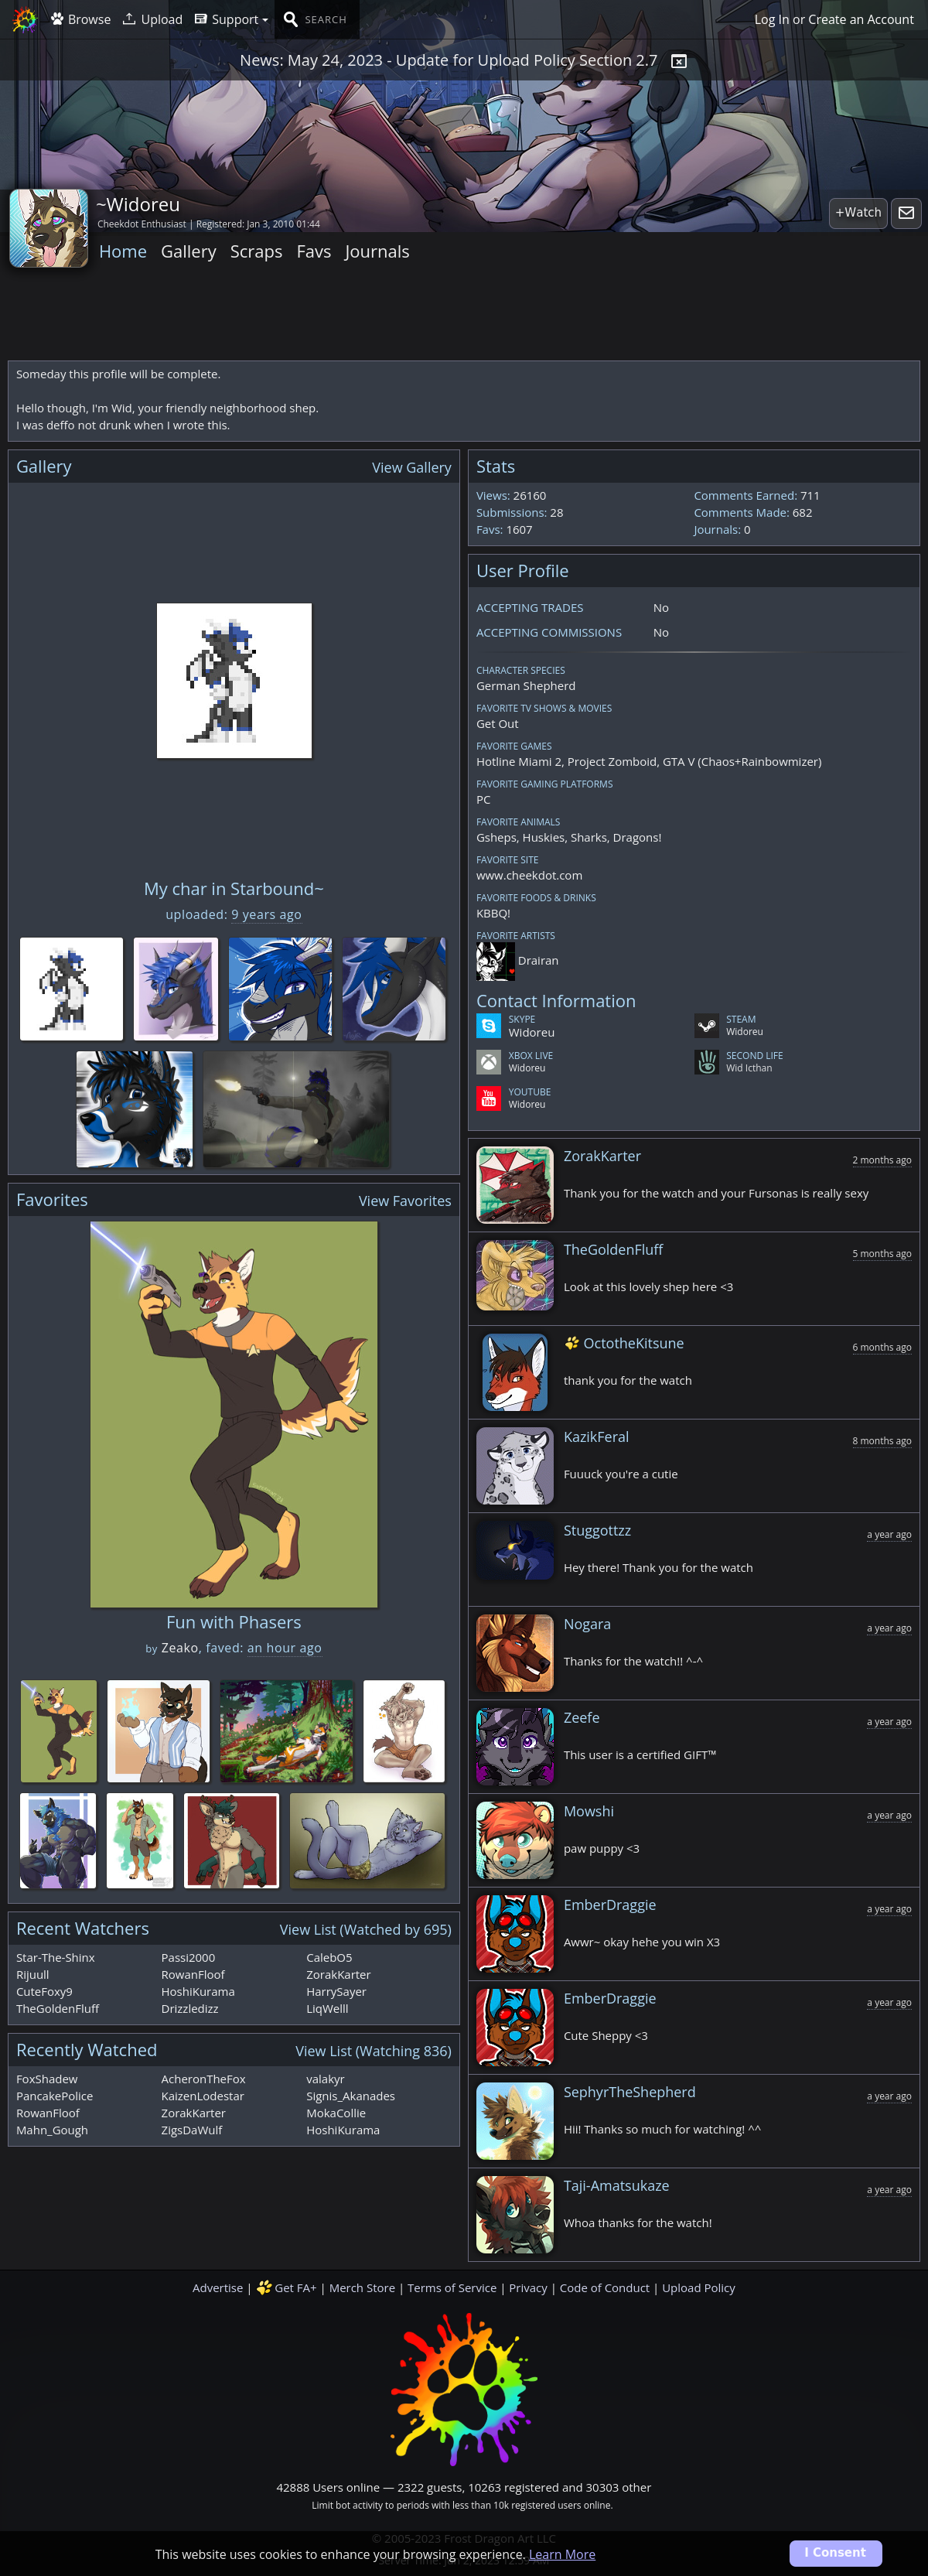 Browse Upload Support SEARCH Log In or Create an Account
News: May 24, 2023 - Update for Upload Policy Section 2.7
~Widoreu
Cheekdot Enthusiast | Registered: Jan 3, 2010 01:44
+Watch
Home Gallery Scraps Favs Journals
Someday this profile will be complete.
Hello though, I'm Wid, your friendly neighborhood shep.
I was deffo not drunk when I wrote this.
Gallery View Gallery
My char in Starbound~
uploaded: 9 years ago
Favorites View Favorites
Fun with Phasers
by Zeako, faved: an hour ago
Recent Watchers View List (Watched by 695)
Star-The-Shinx Passi2000 CalebO5
Rijuull RowanFloof ZorakKarter
CuteFoxy9 HoshiKurama HarrySayer
TheGoldenFluff Drizzledizz LiqWelll
Recently Watched View List (Watching 836)
FoxShadew AcheronTheFox valakyr
PancakePolice KaizenLodestar Signis_Akanades
RowanFloof ZorakKarter MokaCollie
Mahn_Gough ZigsDaWulf HoshiKurama
Stats
Views: 26160 Comments Earned: 711
Submissions: 28 Comments Made: 682
Favs: 1607 Journals: 0
User Profile
ACCEPTING TRADES No
ACCEPTING COMMISSIONS No
CHARACTER SPECIES
German Shepherd
FAVORITE TV SHOWS & MOVIES
Get Out
FAVORITE GAMES
Hotline Miami 2, Project Zomboid, GTA V (Chaos+Rainbowmizer)
FAVORITE GAMING PLATFORMS
PC
FAVORITE ANIMALS
Gsheps, Huskies, Sharks, Dragons!
FAVORITE SITE
www.cheekdot.com
FAVORITE FOODS & DRINKS
KBBQ!
FAVORITE ARTISTS
Drairan
Contact Information
SKYPE STEAM
Widoreu Widoreu
XBOX LIVE SECOND LIFE
Widoreu Wid Icthan
YOUTUBE
Widoreu
ZorakKarter 2 months ago
Thank you for the watch and your Fursonas is really sexy
TheGoldenFluff 5 months ago
Look at this lovely shep here <3
OctotheKitsune 6 months ago
thank you for the watch
KazikFeral 8 months ago
Fuuuck you're a cutie
Stuggottzz a year ago
Hey there! Thank you for the watch
Nogara a year ago
Thanks for the watch!! ^-^
Zeefe a year ago
This user is a certified GIFT™
Mowshi a year ago
paw puppy <3
EmberDraggie a year ago
Awwr~ okay hehe you win X3
EmberDraggie a year ago
Cute Sheppy <3
SephyrTheShepherd a year ago
Hii! Thanks so much for watching! ^^
Taji-Amatsukaze a year ago
Whoa thanks for the watch!
Advertise | Get FA+ | Merch Store | Terms of Service | Privacy | Code of Conduct | Upload Policy
42888 Users online — 2322 guests, 10263 registered and 30303 other
Limit bot activity to periods with less than 10k registered users online.
© 2005-2023 Frost Dragon Art LLC
This website uses cookies to enhance your browsing experience. Learn More I Consent